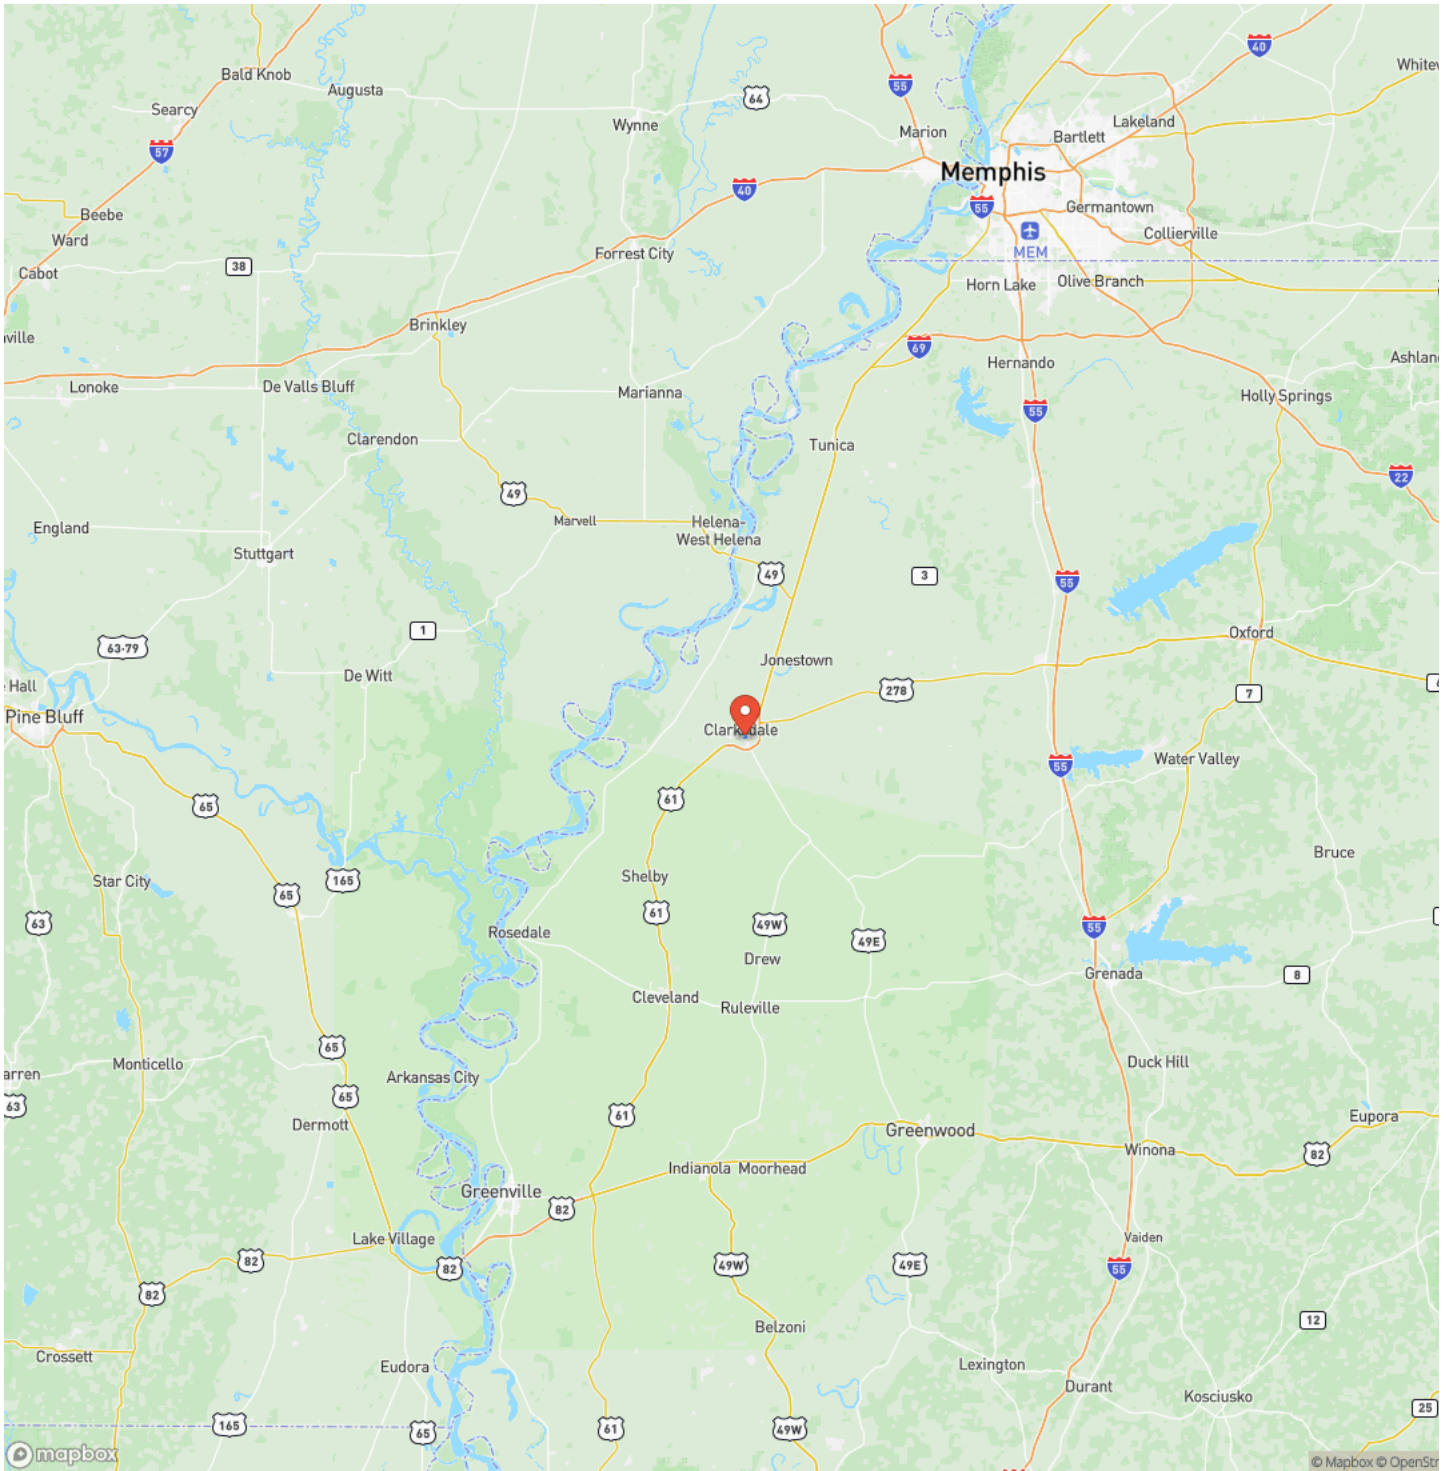 40
Bald Knob
55
Whitev
Augusta
64
Searcy
Lakeland
Wynne
Marion
Bartlett
57
Memphis
40
55
Beebe
Germantown
Ward
Collierville
Forrest City
MEM
38
Cabot
Horn Lake
Olive Branch
Brinkley
ville
69
Ashlan
Hernando
Lonoke
De Valls Bluff
Marianna
Holly Springs
55
Clarendon
Tunica
22
49
Marvell
Helena-
West Helena
England
Stuttgart
49
3
55
1
Oxford
63-79
Jonestown
De Witt
e Hall
278
7
6
Pine Bluff
Clarksdale
55
Water Valley
65
61
Bruce
Star City
165
Shelby
65
63
61
49W
55
Rosedale
49E
Drew
Grenada
8
Cleveland
Ruleville
65
Monticello
Duck Hill
arren
Arkansas City
65
63
61
Eupora
Dermott
Greenwood
Winona
82
Indianola
Moorhead
Greenville
82
Lake Village
Vaiden
82
82
49W
49E
55
82
12
Belzoni
Crossett
Eudora
Lexington
Durant
Kosciusko
25
165
65
61
49W
mapbox
© Mapbox © OpenStr